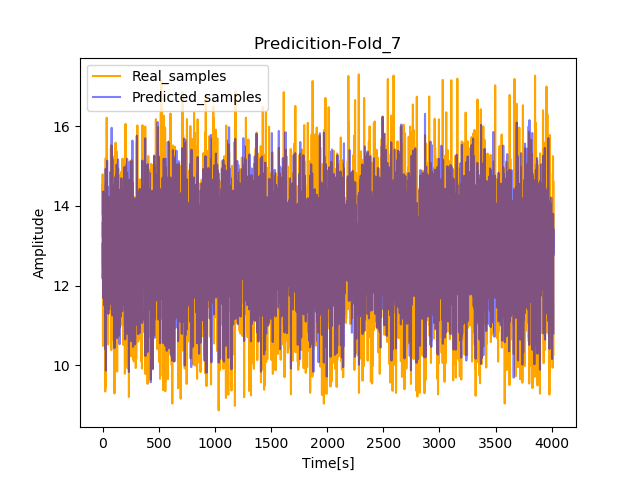 Predicition-Fold_7
Real_samples
Predicted_samples
16
14
12
10
Amplitude
0 500 1000 1500 2000 2500 3000 3500 4000
Time[s]